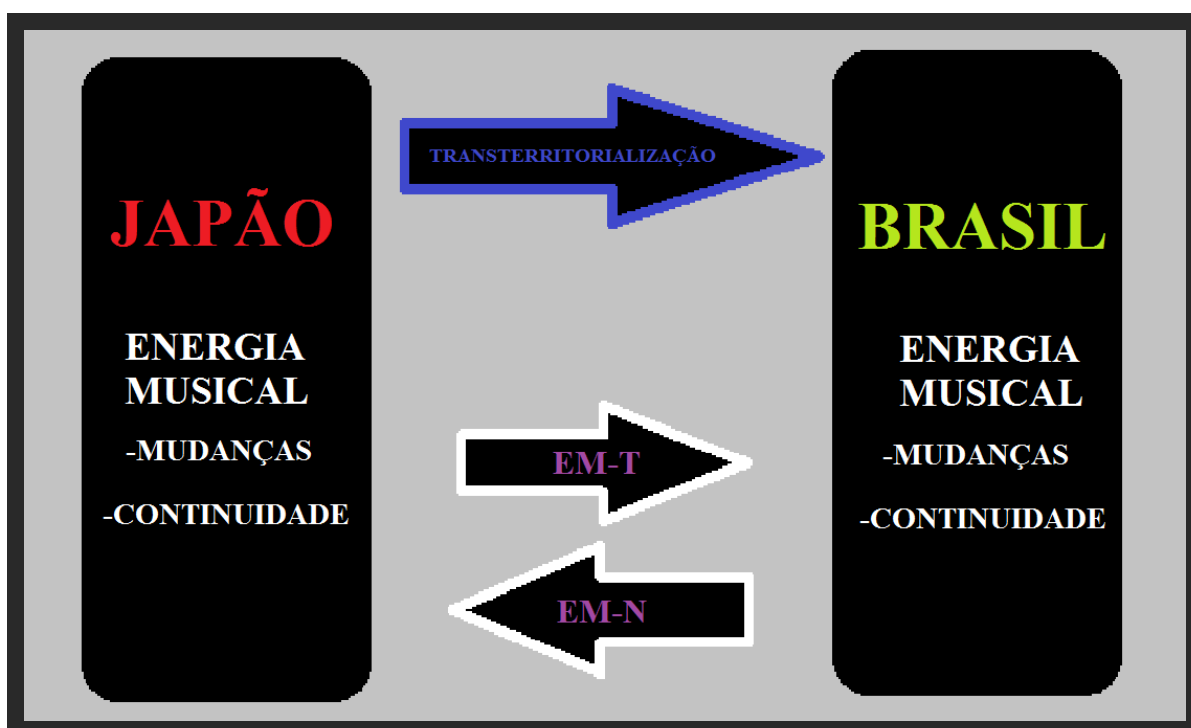 JAPÃO
ENERGIA
MUSICAL
-MUDANÇAS
-CONTINUIDADE
TRANSTERRITORIALIZAÇÃO
EM-T
EM-N
BRASIL
ENERGIA
MUSICAL
-MUDANÇAS
-CONTINUIDADE